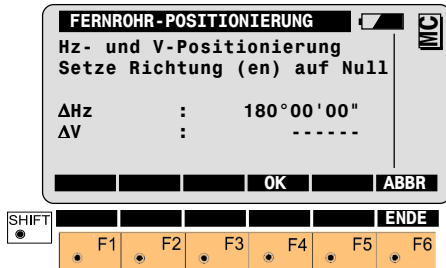 FERNROHR-POSITIONIERUNG
MC
Hz- und V-Positionierung
Setze Richtung (en) auf Null
ΔHz : 180°00'00"
ΔV : ------
OK ABBR
SHIFT ENDE
F1 F2 F3 F4 F5 F6